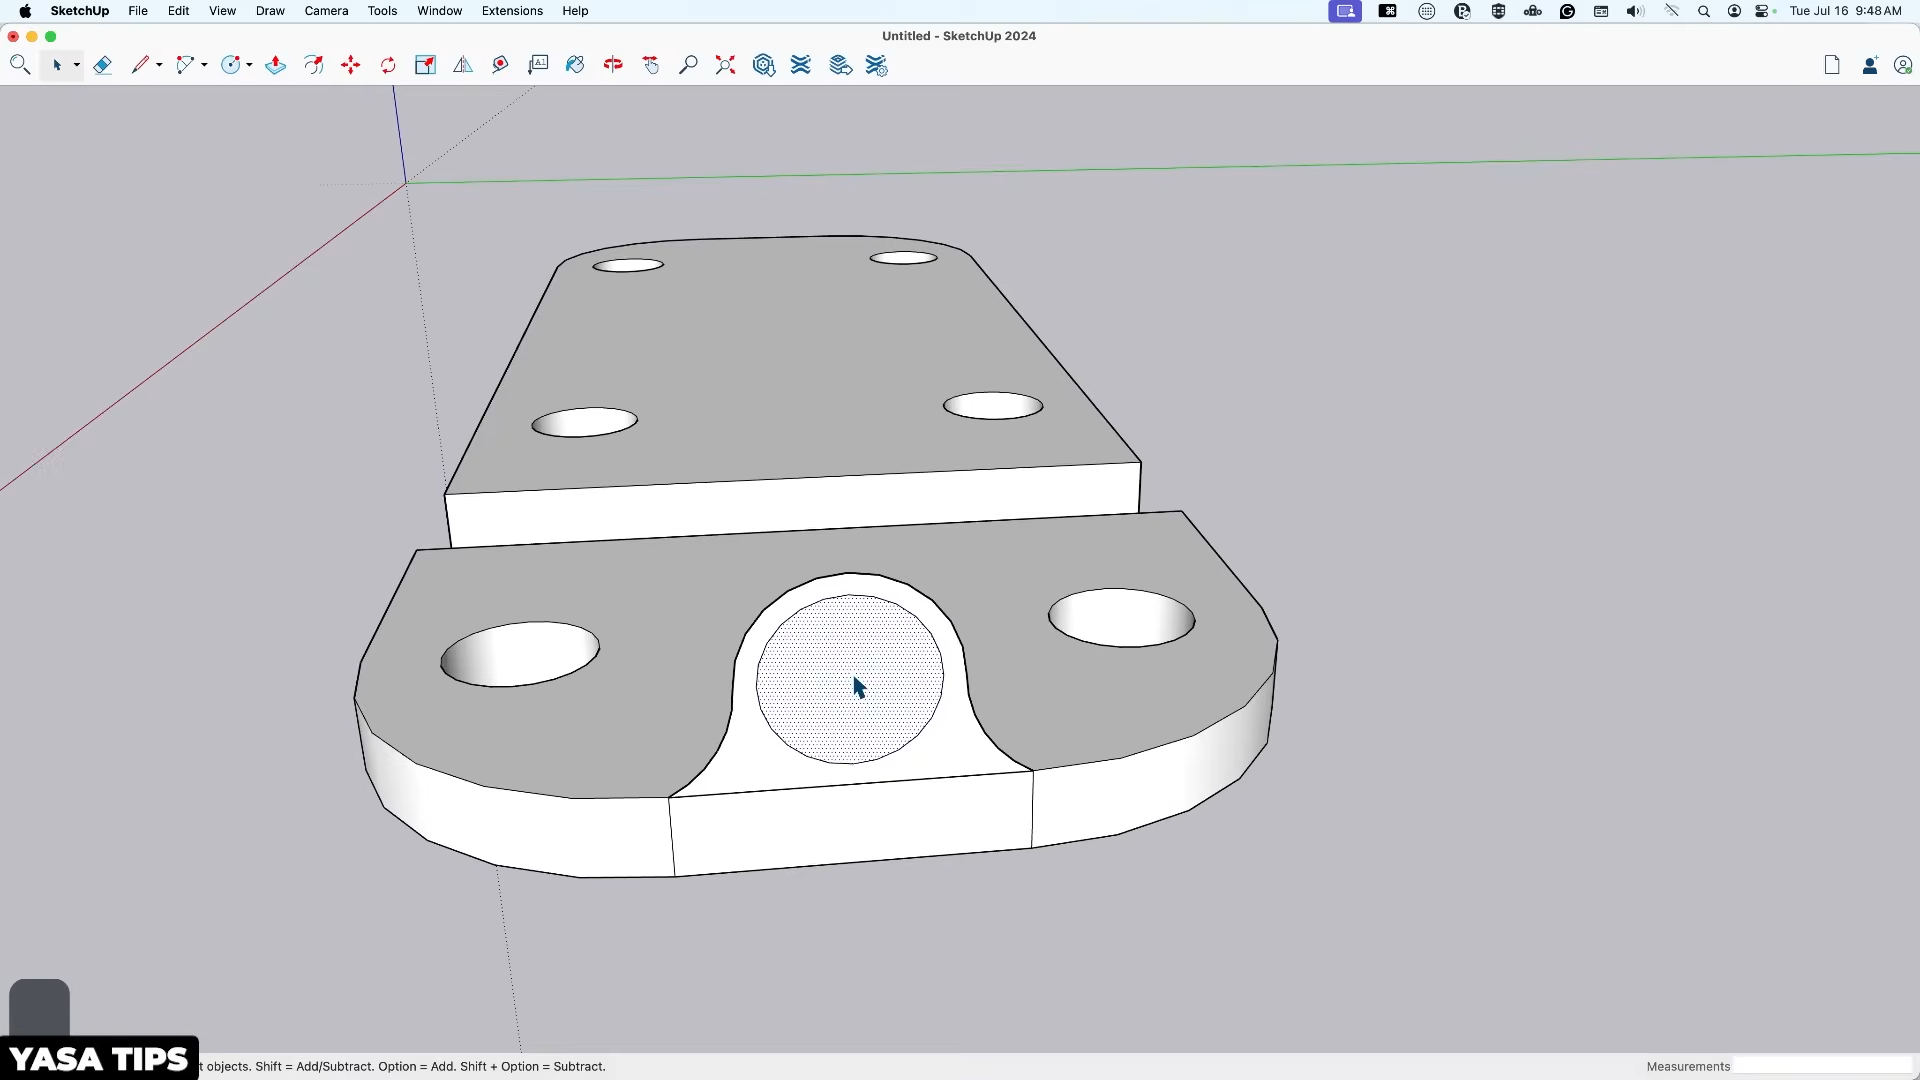 SketchUp File Edit View Draw Camera Tools Window Extensions Help Tue Jul 16 9:48 AM
Untitled - SketchUp 2024
A1
YASA TIPS
t objects. Shift = Add/Subtract. Option = Add. Shift + Option = Subtract.
Measurements